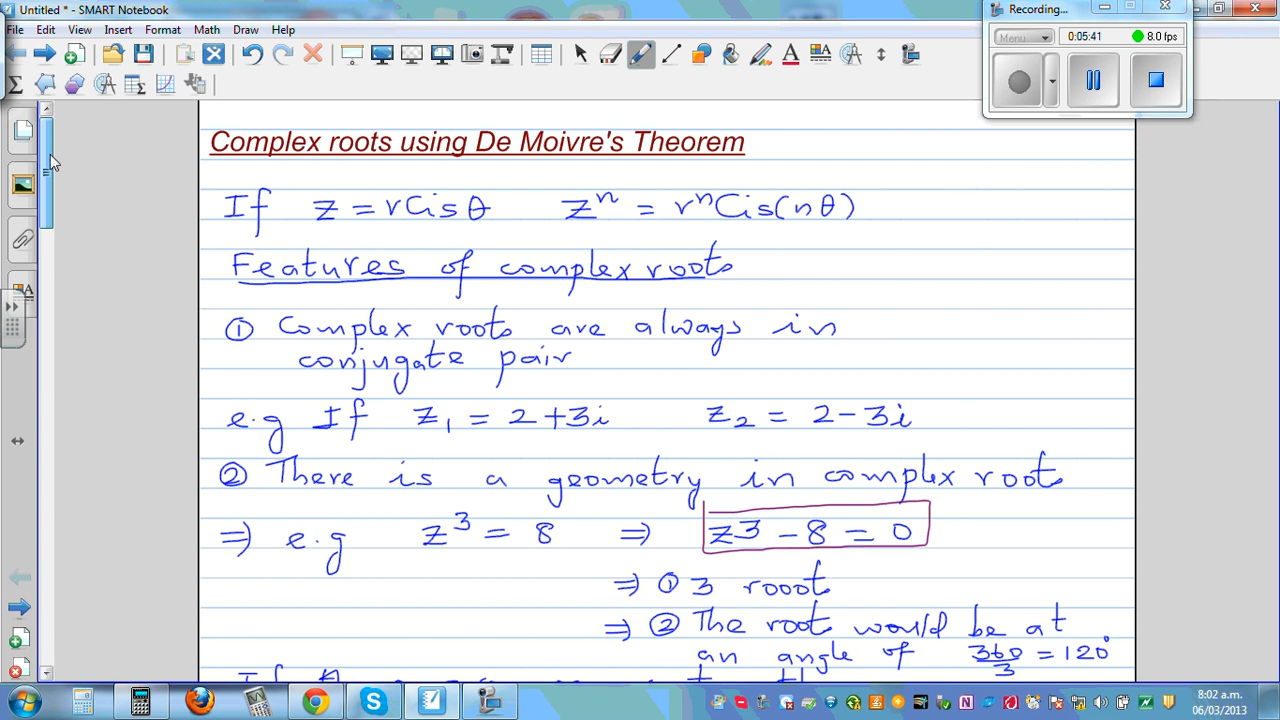 Untitled * - SMART Notebook
Recording...
File Edit View Insert Format Math Draw Help
Menu
0:05:41
8.0 fps
Complex roots using De Moivre's Theorem
If z = rCisθ zⁿ = rⁿCis(nθ)
Features of complex roots
① Complex roots are always in
conjugate pair
e.g If z₁ = 2+3i z₂ = 2-3i
② There is a geometry in complex roots
⇒ e.g z³ = 8 ⇒ z³ - 8 = 0
⇒ ① 3 rooot
⇒ ② The root would be at
an angle of 360/3 = 120°
8:02 a.m.
06/03/2013